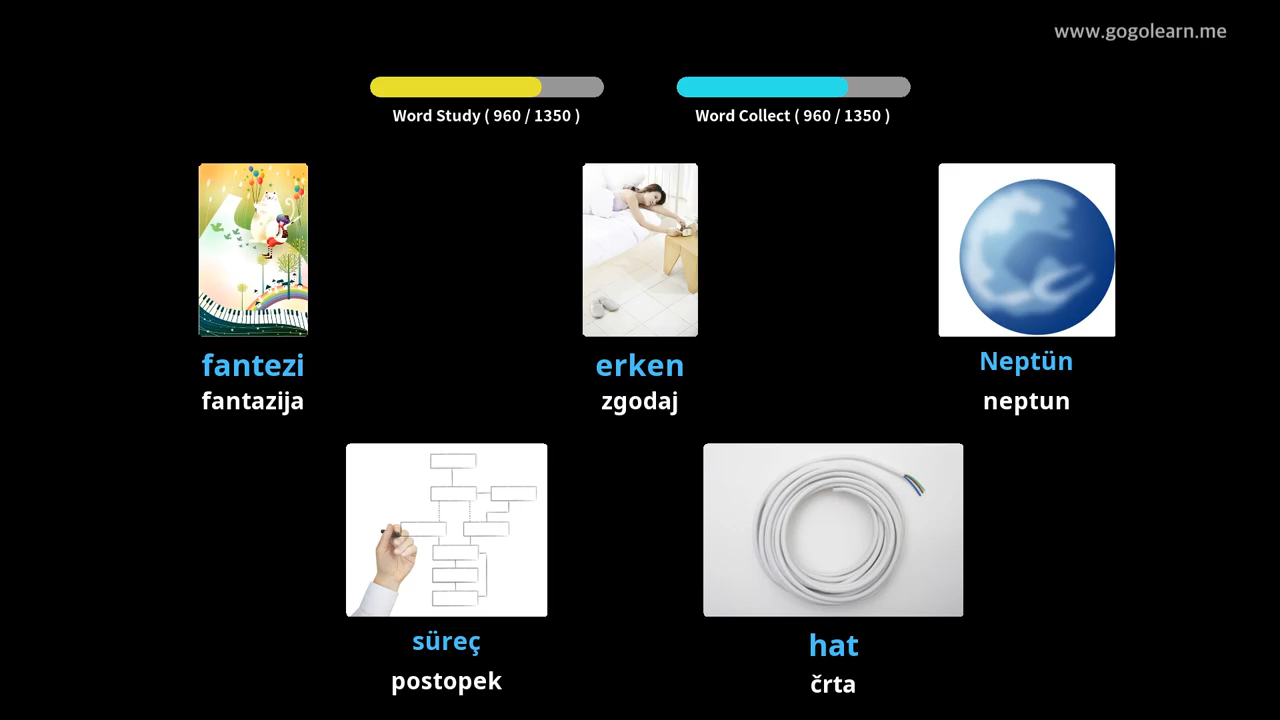 www.gogolearn.me
Word Study ( 960 / 1350 )
Word Collect ( 960 / 1350 )
fantezi
fantazija
erken
zgodaj
Neptün
neptun
süreç
postopek
hat
črta